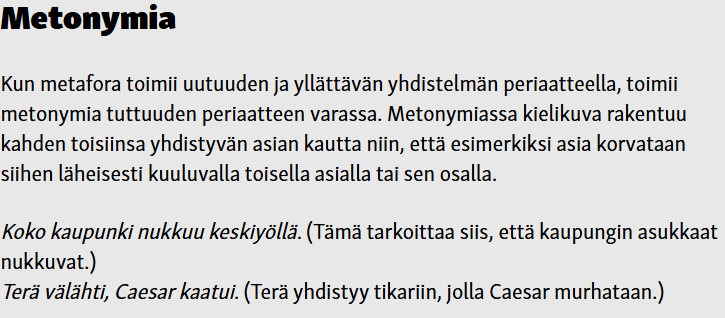 Metonymia
Kun metafora toimii uutuuden ja yllättävän yhdistelmän periaatteella, toimii
metonymia tuttuuden periaatteen varassa. Metonymiassa kielikuva rakentuu
kahden toisiinsa yhdistyvän asian kautta niin, että esimerkiksi asia korvataan
siihen läheisesti kuuluvalla toisella asialla tai sen osalla.
Koko kaupunki nukkuu keskiyöllä. (Tämä tarkoittaa siis, että kaupungin asukkaat
nukkuvat.)
Terä välähti, Caesar kaatui. (Terä yhdistyy tikariin, jolla Caesar murhataan.)